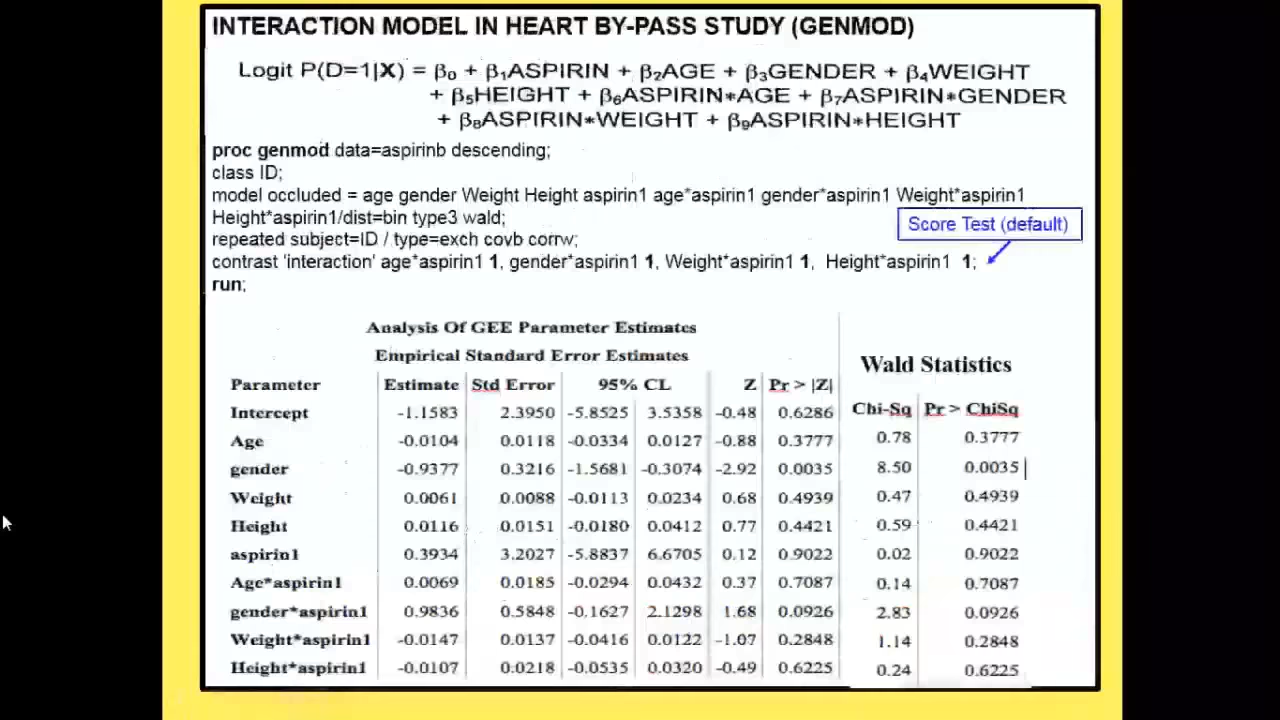 INTERACTION MODEL IN HEART BY-PASS STUDY (GENMOD)
Logit P(D=1|X) = β₀ + β₁ASPIRIN + β₂AGE + β₃GENDER + β₄WEIGHT
+ β₅HEIGHT + β₆ASPIRIN∗AGE + β₇ASPIRIN∗GENDER
+ β₈ASPIRIN∗WEIGHT + β₉ASPIRIN∗HEIGHT
proc genmod data=aspirinb descending;
class ID;
model occluded = age gender Weight Height aspirin1 age*aspirin1 gender*aspirin1 Weight*aspirin1
Height*aspirin1/dist=bin type3 wald;
Score Test (default)
repeated subject=ID / type=exch covb corrw;
contrast 'interaction' age*aspirin1 1, gender*aspirin1 1, Weight*aspirin1 1, Height*aspirin1 1;
run;
Analysis Of GEE Parameter Estimates
Empirical Standard Error Estimates
Wald Statistics
Parameter Estimate Std Error 95% CL Z Pr > |Z|
Chi-Sq Pr > ChiSq
Intercept -1.1583 2.3950 -5.8525 3.5358 -0.48 0.6286
Age -0.0104 0.0118 -0.0334 0.0127 -0.88 0.3777 0.78 0.3777
gender -0.9377 0.3216 -1.5681 -0.3074 -2.92 0.0035 8.50 0.0035
Weight 0.0061 0.0088 -0.0113 0.0234 0.68 0.4939 0.47 0.4939
Height 0.0116 0.0151 -0.0180 0.0412 0.77 0.4421 0.59 0.4421
aspirin1 0.3934 3.2027 -5.8837 6.6705 0.12 0.9022 0.02 0.9022
Age*aspirin1 0.0069 0.0185 -0.0294 0.0432 0.37 0.7087 0.14 0.7087
gender*aspirin1 0.9836 0.5848 -0.1627 2.1298 1.68 0.0926 2.83 0.0926
Weight*aspirin1 -0.0147 0.0137 -0.0416 0.0122 -1.07 0.2848 1.14 0.2848
Height*aspirin1 -0.0107 0.0218 -0.0535 0.0320 -0.49 0.6225 0.24 0.6225